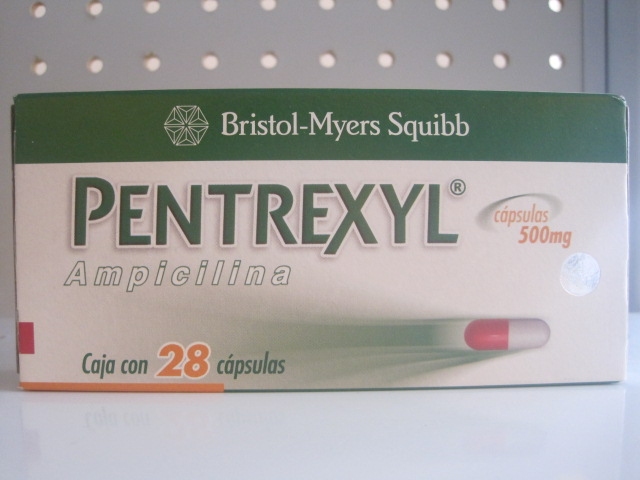 Bristol-Myers Squibb
PENTREXYL®
cápsulas
500mg
Ampicilina
Caja con 28 cápsulas